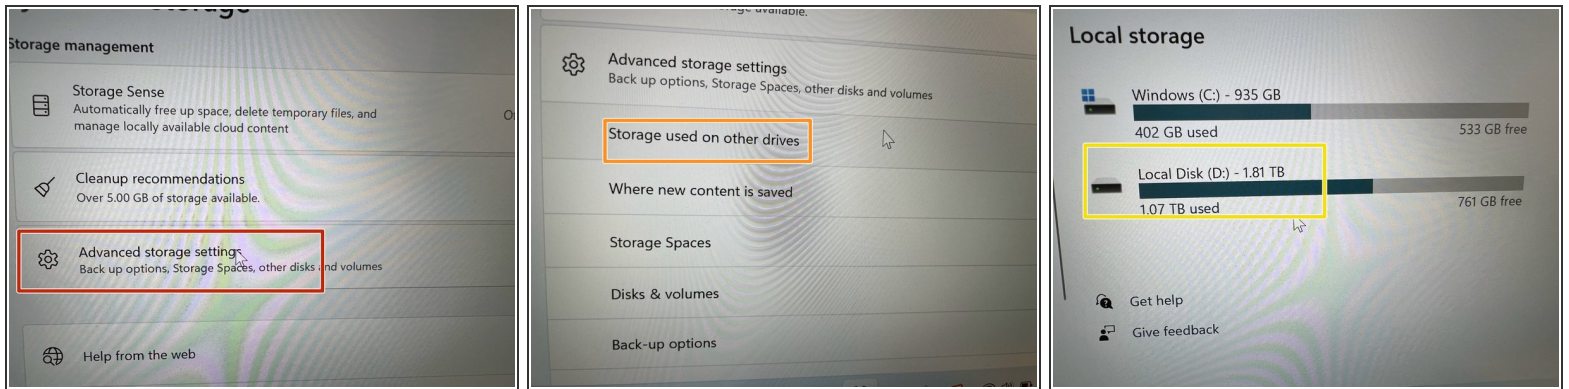 Storage
Storage management
Storage Sense
Automatically free up space, delete temporary files, and
manage locally available cloud content
Cleanup recommendations
Over 5.00 GB of storage available.
Advanced storage settings
Back up options, Storage Spaces, other disks and volumes
Help from the web
available.
Advanced storage settings
Back up options, Storage Spaces, other disks and volumes
Storage used on other drives
Where new content is saved
Storage Spaces
Disks & volumes
Back-up options
Local storage
Windows (C:) - 935 GB
402 GB used
533 GB free
Local Disk (D:) - 1.81 TB
1.07 TB used
761 GB free
Get help
Give feedback